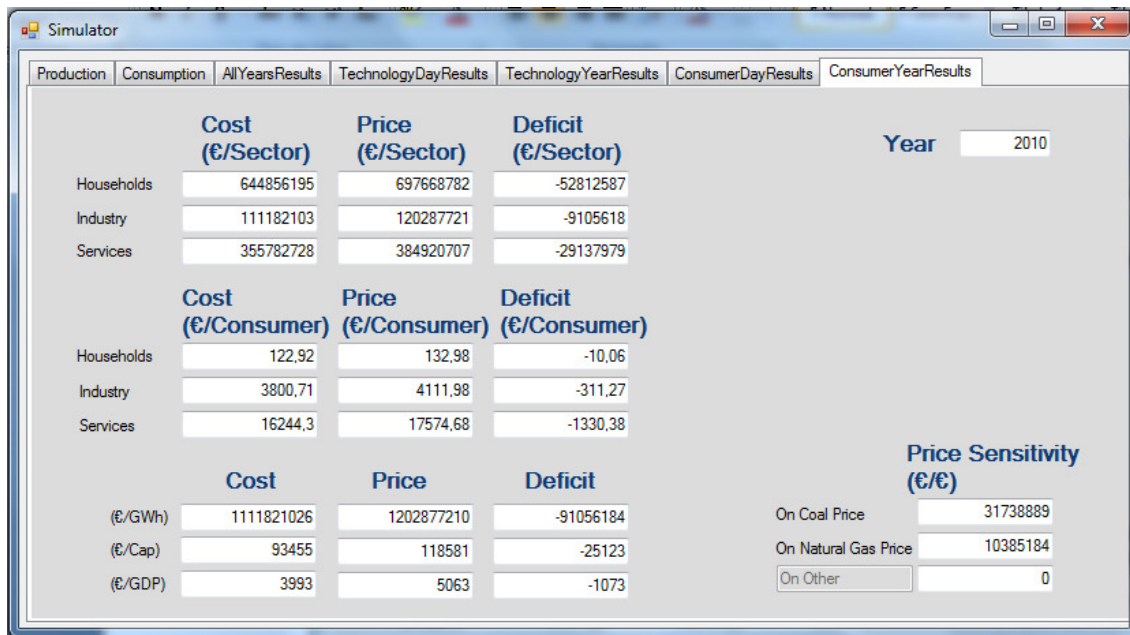 Simulator
Production Consumption AllYearsResults TechnologyDayResults TechnologyYearResults ConsumerDayResults ConsumerYearResults
Cost Price Deficit
(€/Sector) (€/Sector) (€/Sector)
Year 2010
Households 644856195 697668782 -52812587
Industry 111182103 120287721 -9105618
Services 355782728 384920707 -29137979
Cost Price Deficit
(€/Consumer) (€/Consumer) (€/Consumer)
Households 122,92 132,98 -10,06
Industry 3800,71 4111,98 -311,27
Services 16244,3 17574,68 -1330,38
Cost Price Deficit
(€/GWh) 1111821026 1202877210 -91056184
(€/Cap) 93455 118581 -25123
(€/GDP) 3993 5063 -1073
Price Sensitivity
(€/€)
On Coal Price 31738889
On Natural Gas Price 10385184
On Other 0